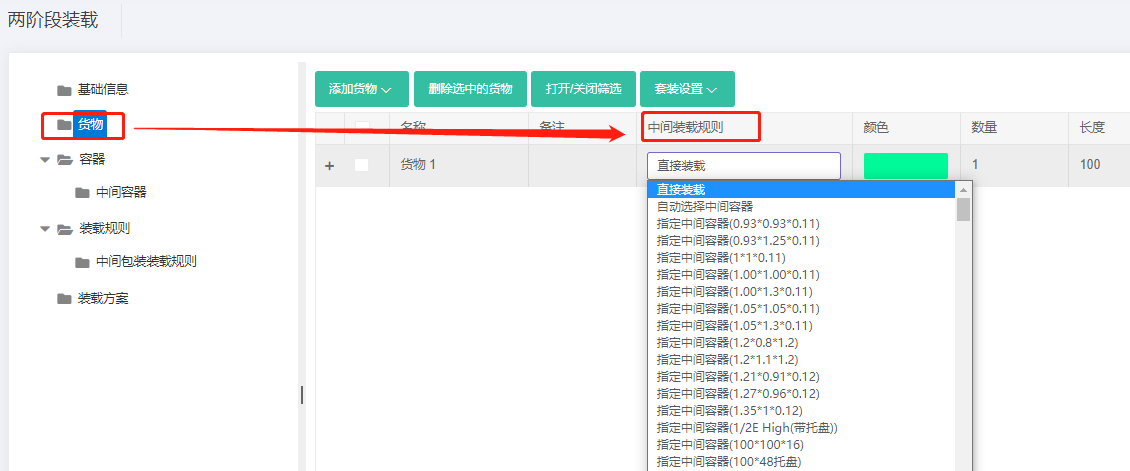 两阶段装载
基础信息
货物
容器
中间容器
装载规则
中间包装装载规则
装载方案
添加货物 删除选中的货物 打开/关闭筛选 套装设置
名称 备注 中间装载规则 颜色 数量 长度
+ 货物 1 直接装载 1 100
直接装载
自动选择中间容器
指定中间容器(0.93*0.93*0.11)
指定中间容器(0.93*1.25*0.11)
指定中间容器(1*1*0.11)
指定中间容器(1.00*1.00*0.11)
指定中间容器(1.00*1.3*0.11)
指定中间容器(1.05*1.05*0.11)
指定中间容器(1.05*1.3*0.11)
指定中间容器(1.2*0.8*1.2)
指定中间容器(1.2*1.1*1.2)
指定中间容器(1.21*0.91*0.12)
指定中间容器(1.27*0.96*0.12)
指定中间容器(1.35*1*0.12)
指定中间容器(1/2E High(带托盘))
指定中间容器(100*100*16)
指定中间容器(100*48托盘)